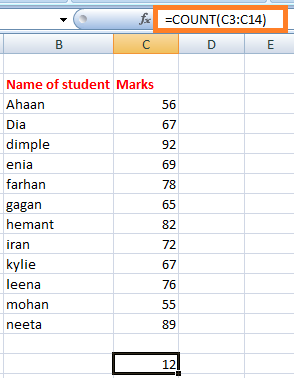 fx =COUNT(C3:C14)
B C D E
Name of student Marks
Ahaan 56
Dia 67
dimple 92
enia 69
farhan 78
gagan 65
hemant 82
iran 72
kylie 67
leena 76
mohan 55
neeta 89
12